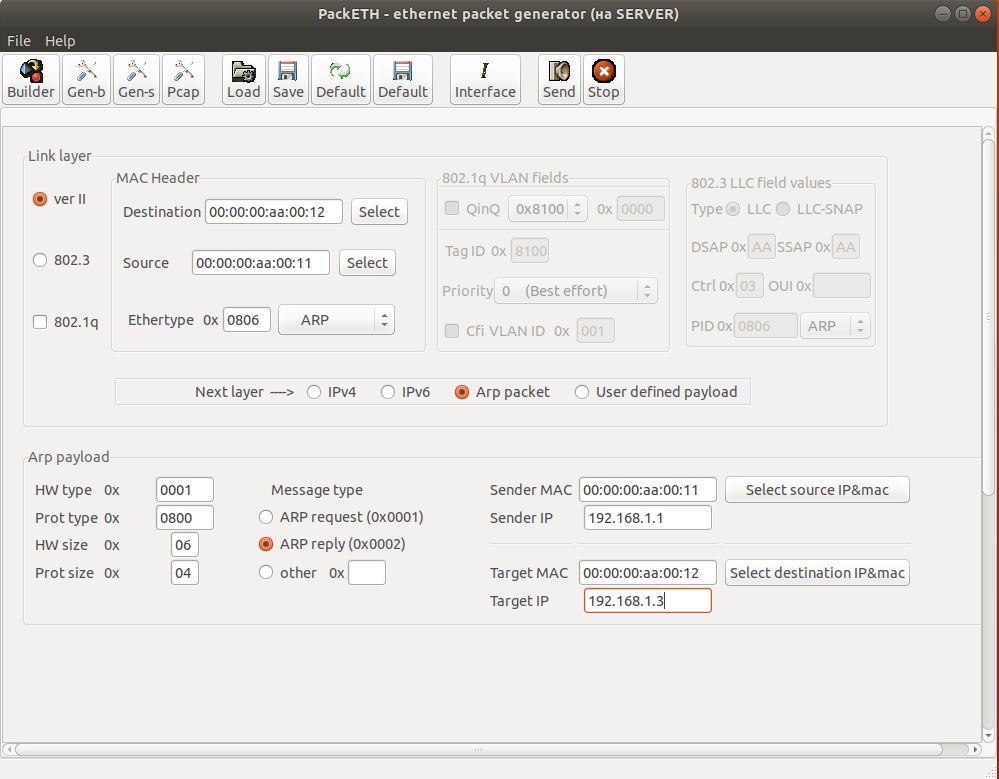 PackETH - ethernet packet generator (на SERVER)
File Help
Builder Gen-b Gen-s Pcap Load Save Default Default Interface Send Stop
Link layer
ver II
802.3
802.1q
MAC Header
Destination 00:00:00:aa:00:12 Select
Source 00:00:00:aa:00:11 Select
Ethertype 0x 0806 ARP
802.1q VLAN fields
QinQ 0x8100 0x 0000
Tag ID 0x 8100
Priority 0 (Best effort)
Cfi VLAN ID 0x 001
802.3 LLC field values
Type LLC LLC-SNAP
DSAP 0x AA SSAP 0x AA
Ctrl 0x 03 OUI 0x
PID 0x 0806 ARP
Next layer ----> IPv4 IPv6 Arp packet User defined payload
Arp payload
HW type 0x 0001
Prot type 0x 0800
HW size 0x 06
Prot size 0x 04
Message type
ARP request (0x0001)
ARP reply (0x0002)
other 0x
Sender MAC 00:00:00:aa:00:11 Select source IP&mac
Sender IP 192.168.1.1
Target MAC 00:00:00:aa:00:12 Select destination IP&mac
Target IP 192.168.1.3